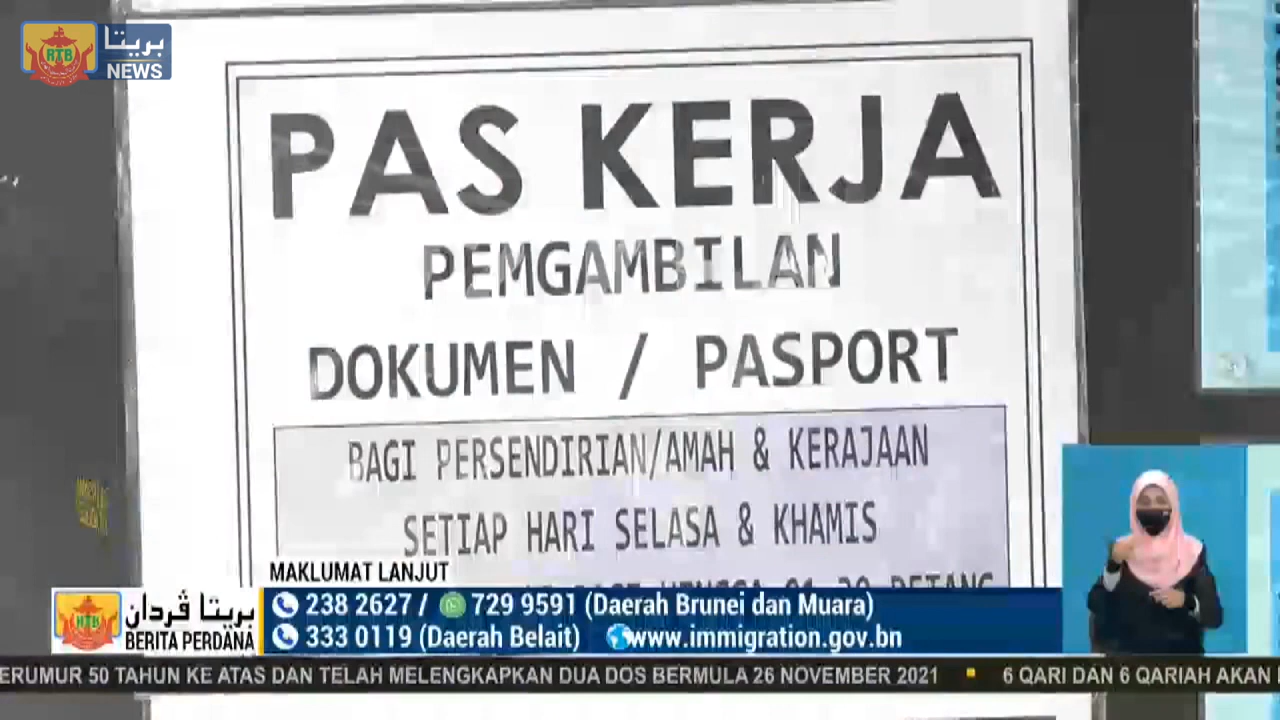 بريتا
RTB
NEWS
PAS KERJA
PEMGAMBILAN
DOKUMEN / PASPORT
BAGI PERSENDIRIAN/AMAH & KERAJAAN
SETIAP HARI SELASA & KHAMIS
MAKLUMAT LANJUT
بريتا ڤردان
RTB
BERITA PERDANA
238 2627 / 729 9591 (Daerah Brunei dan Muara)
333 0119 (Daerah Belait) www.immigration.gov.bn
ERUMUR 50 TAHUN KE ATAS DAN TELAH MELENGKAPKAN DUA DOS BERMULA 26 NOVEMBER 2021 6 QARI DAN 6 QARIAH AKAN